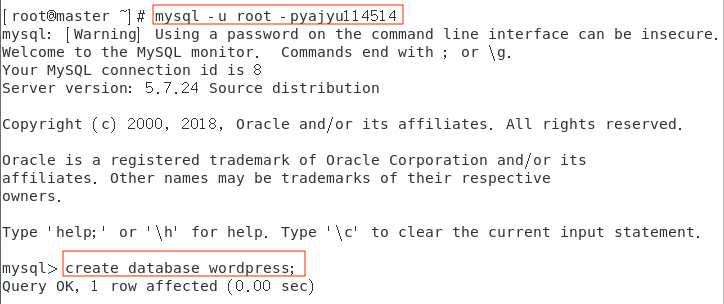 [root@master ~]# mysql -u root -pyajyu114514
mysql: [Warning] Using a password on the command line interface can be insecure.
Welcome to the MySQL monitor.  Commands end with ; or \g.
Your MySQL connection id is 8
Server version: 5.7.24 Source distribution

Copyright (c) 2000, 2018, Oracle and/or its affiliates. All rights reserved.

Oracle is a registered trademark of Oracle Corporation and/or its
affiliates. Other names may be trademarks of their respective
owners.

Type 'help;' or '\h' for help. Type '\c' to clear the current input statement.

mysql> create database wordpress;
Query OK, 1 row affected (0.00 sec)